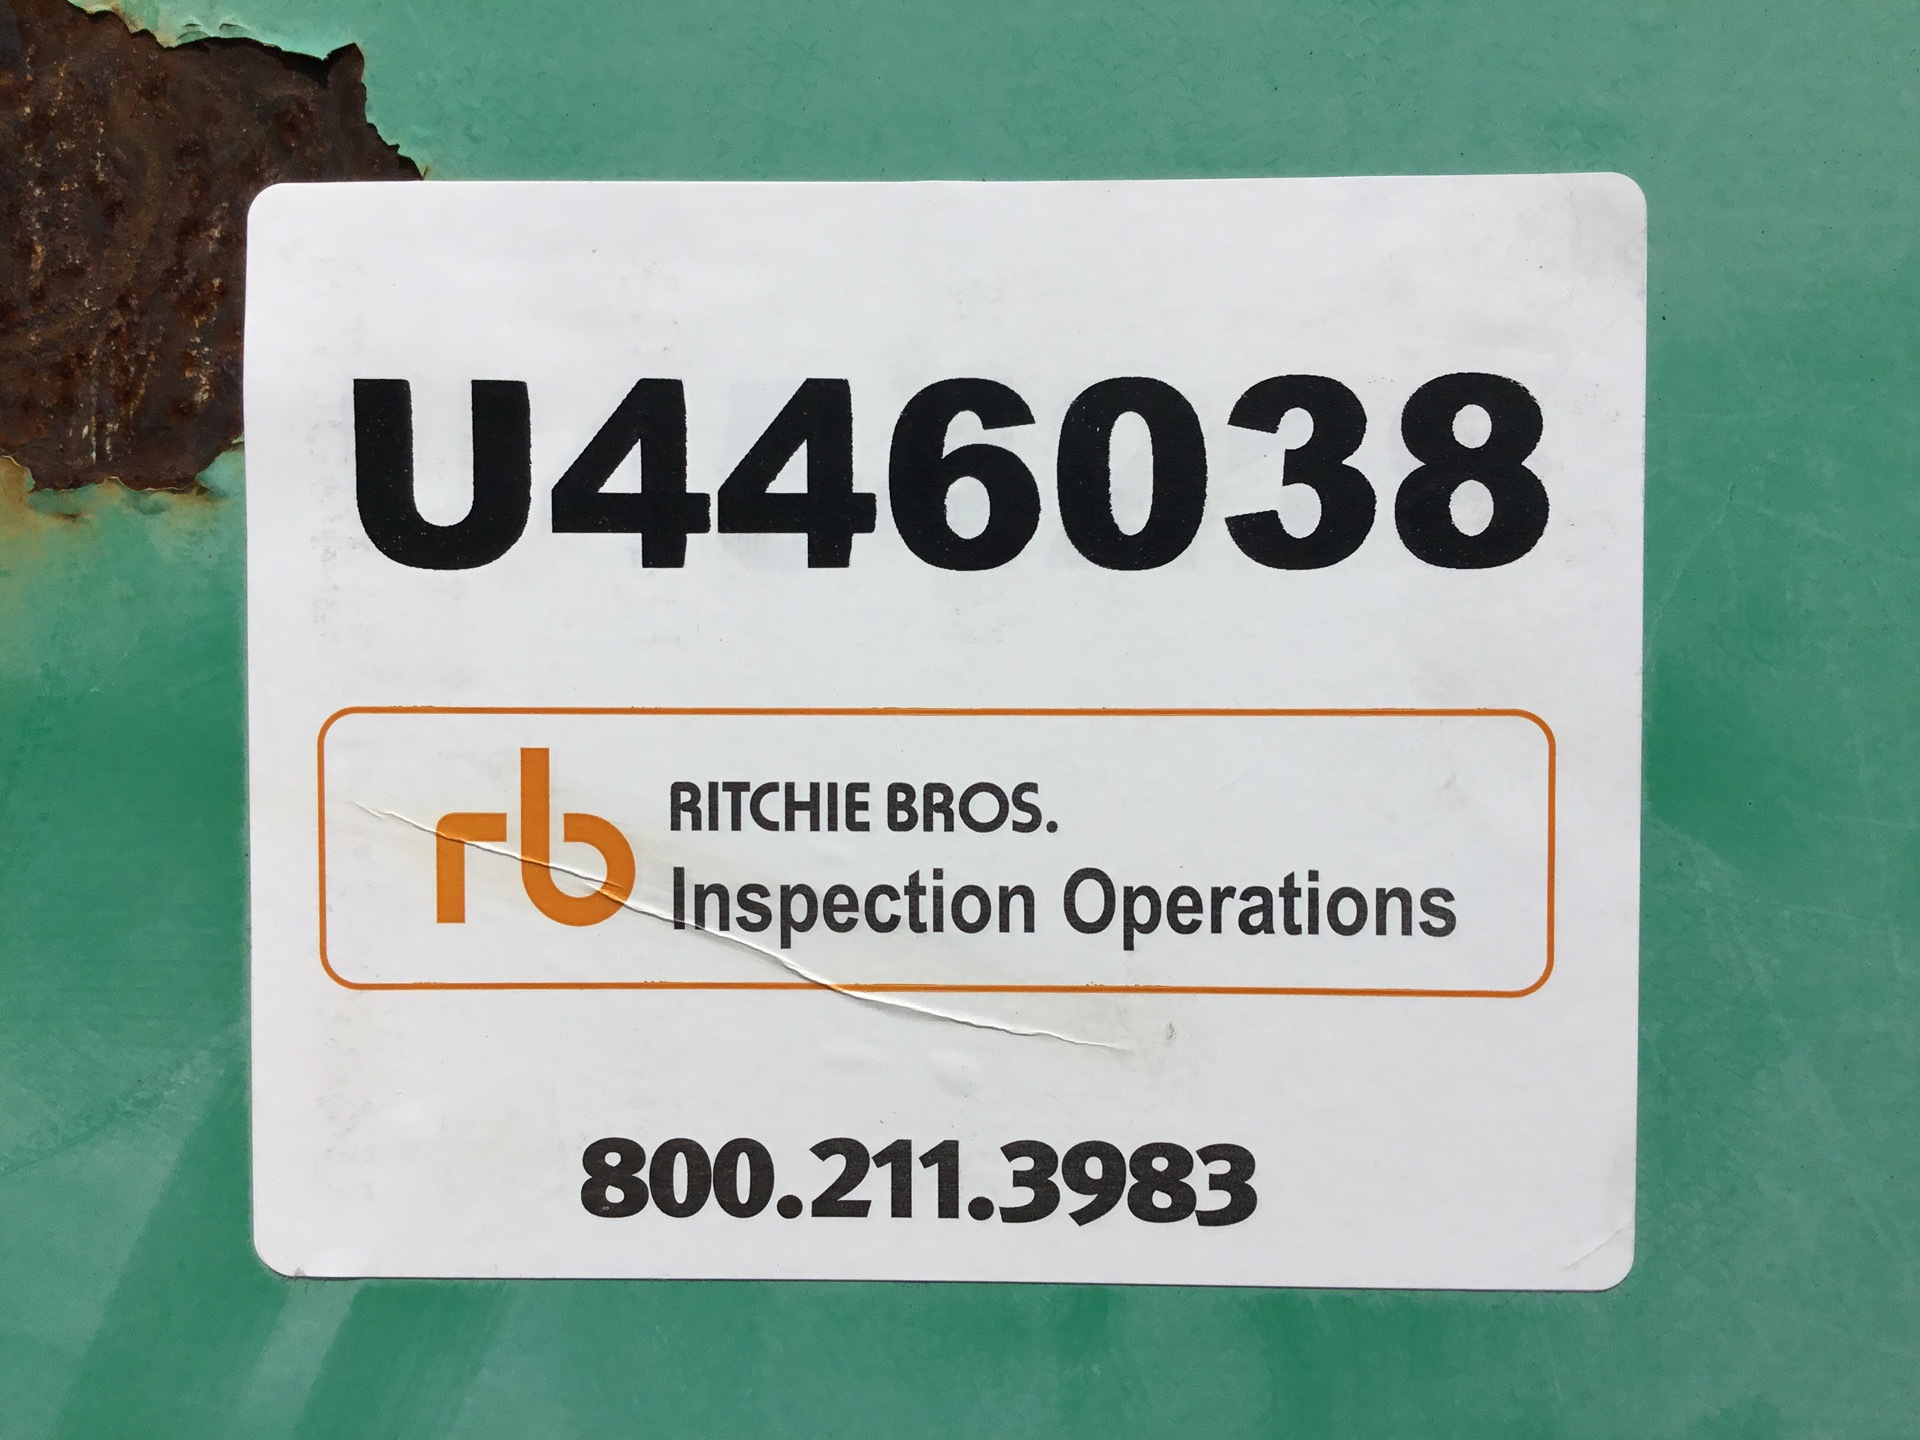 U446038
rb
RITCHIE BROS.
Inspection Operations
800.211.3983